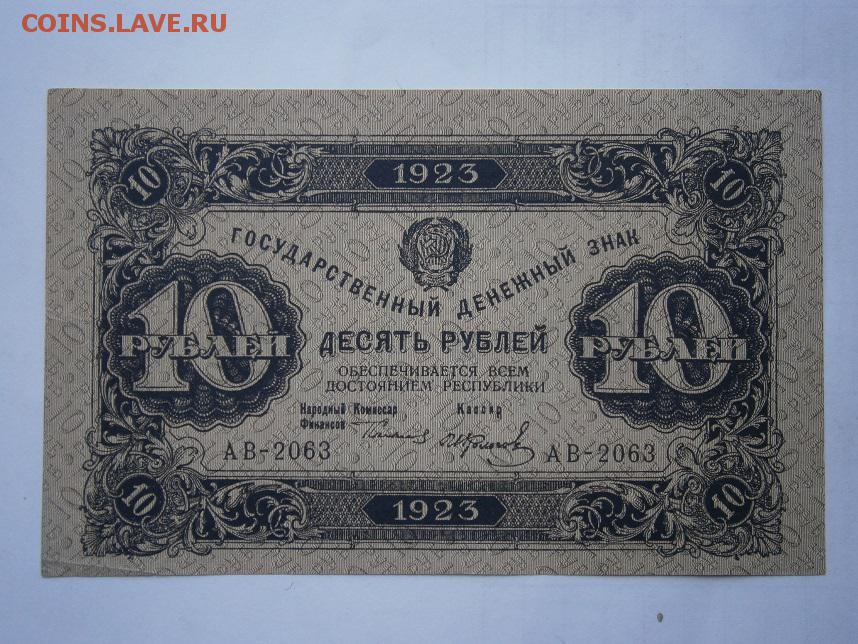 COINS.LAVE.RU
1923
10 10
ГОСУДАРСТВЕННЫЙ ДЕНЕЖНЫЙ ЗНАК
10 РУБЛЕЙ ДЕСЯТЬ РУБЛЕЙ 10 РУБЛЕЙ
ОБЕСПЕЧИВАЕТСЯ ВСЕМ
ДОСТОЯНИЕМ РЕСПУБЛИКИ
Народный Комиссар Кассир
Финансов
АВ-2063 АВ-2063
10 10
1923